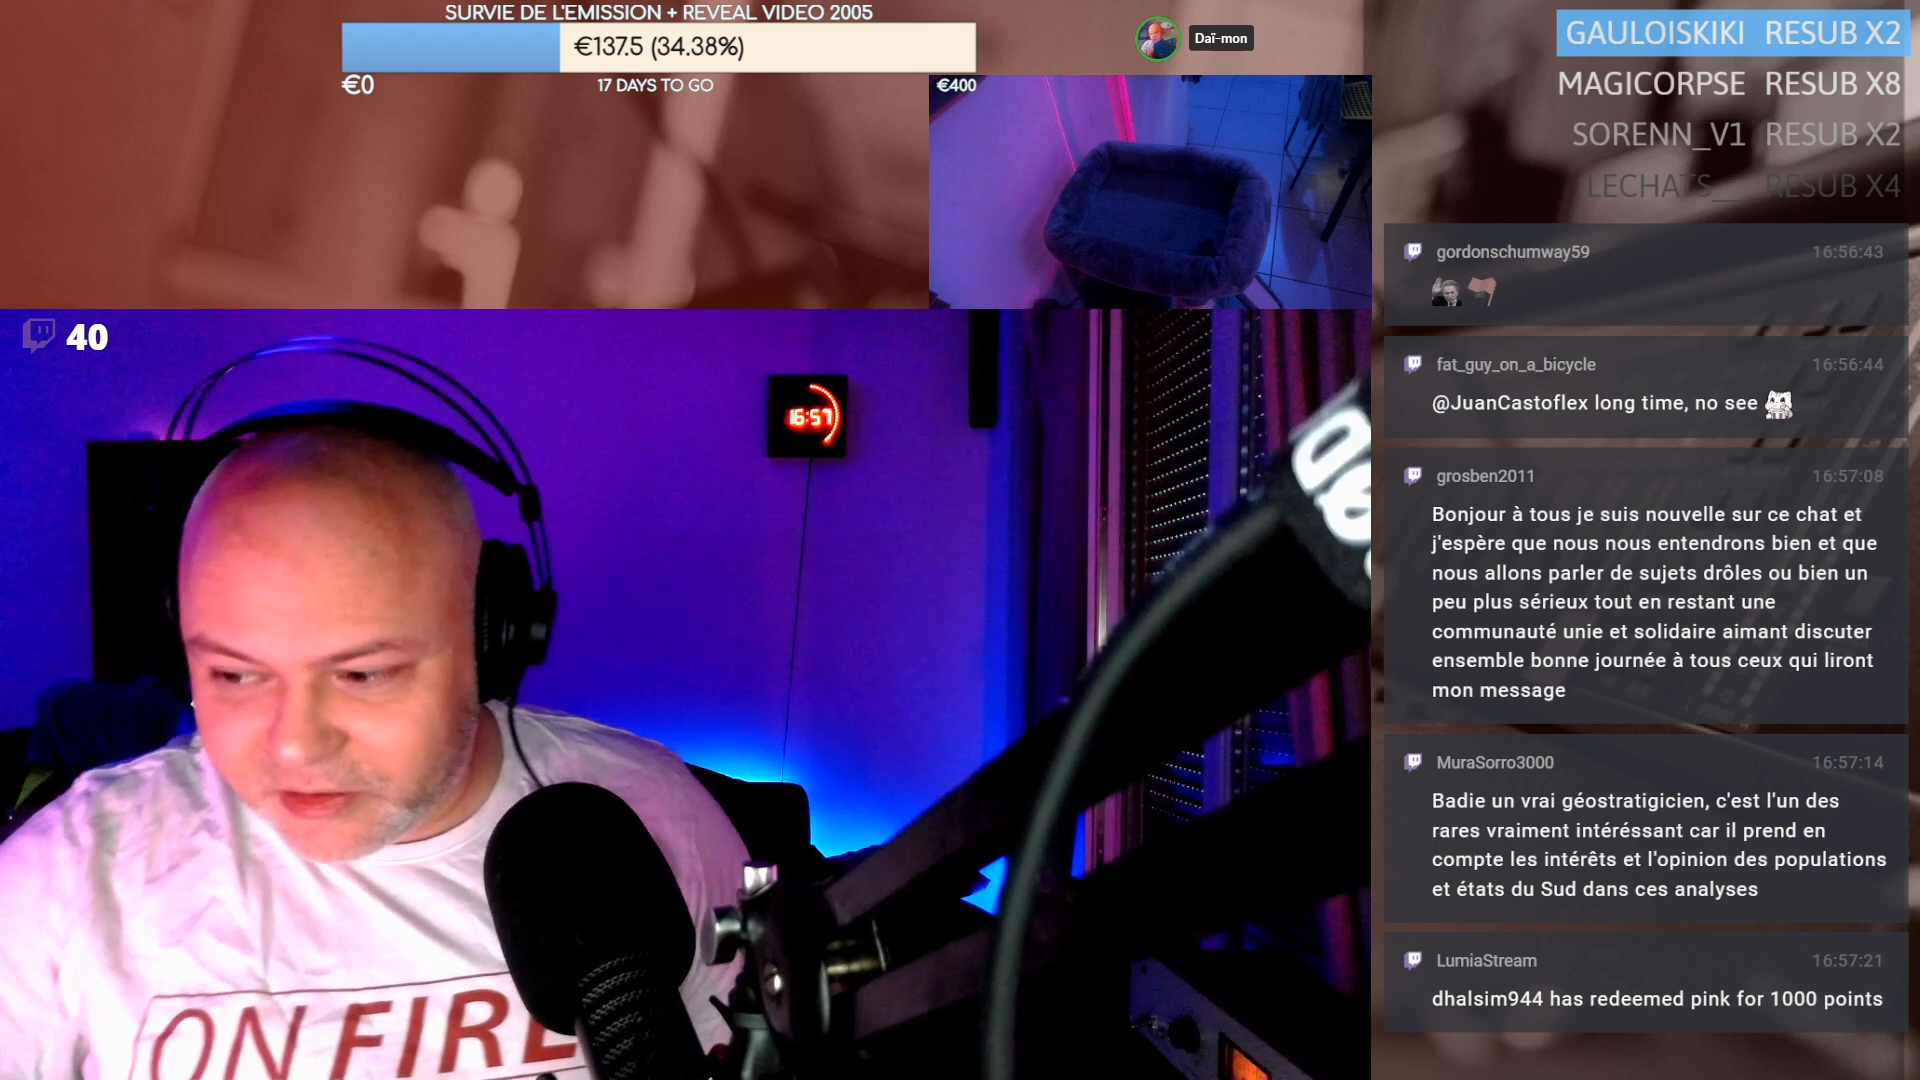 SURVIE DE L'EMISSION + REVEAL VIDEO 2005
€137.5 (34.38%)
€0
17 DAYS TO GO
€400
Daï-mon
GAULOISKIKI RESUB X2
MAGICORPSE RESUB X8
SORENN_V1 RESUB X2
LECHATS__ RESUB X4
40
16:57
gordonschumway59 16:56:43
fat_guy_on_a_bicycle 16:56:44
@JuanCastoflex long time, no see
grosben2011 16:57:08
Bonjour à tous je suis nouvelle sur ce chat et
j'espère que nous nous entendrons bien et que
nous allons parler de sujets drôles ou bien un
peu plus sérieux tout en restant une
communauté unie et solidaire aimant discuter
ensemble bonne journée à tous ceux qui liront
mon message
MuraSorro3000 16:57:14
Badie un vrai géostratigicien, c'est l'un des
rares vraiment intéréssant car il prend en
compte les intérêts et l'opinion des populations
et états du Sud dans ces analyses
LumiaStream 16:57:21
dhalsim944 has redeemed pink for 1000 points
ON FIRE